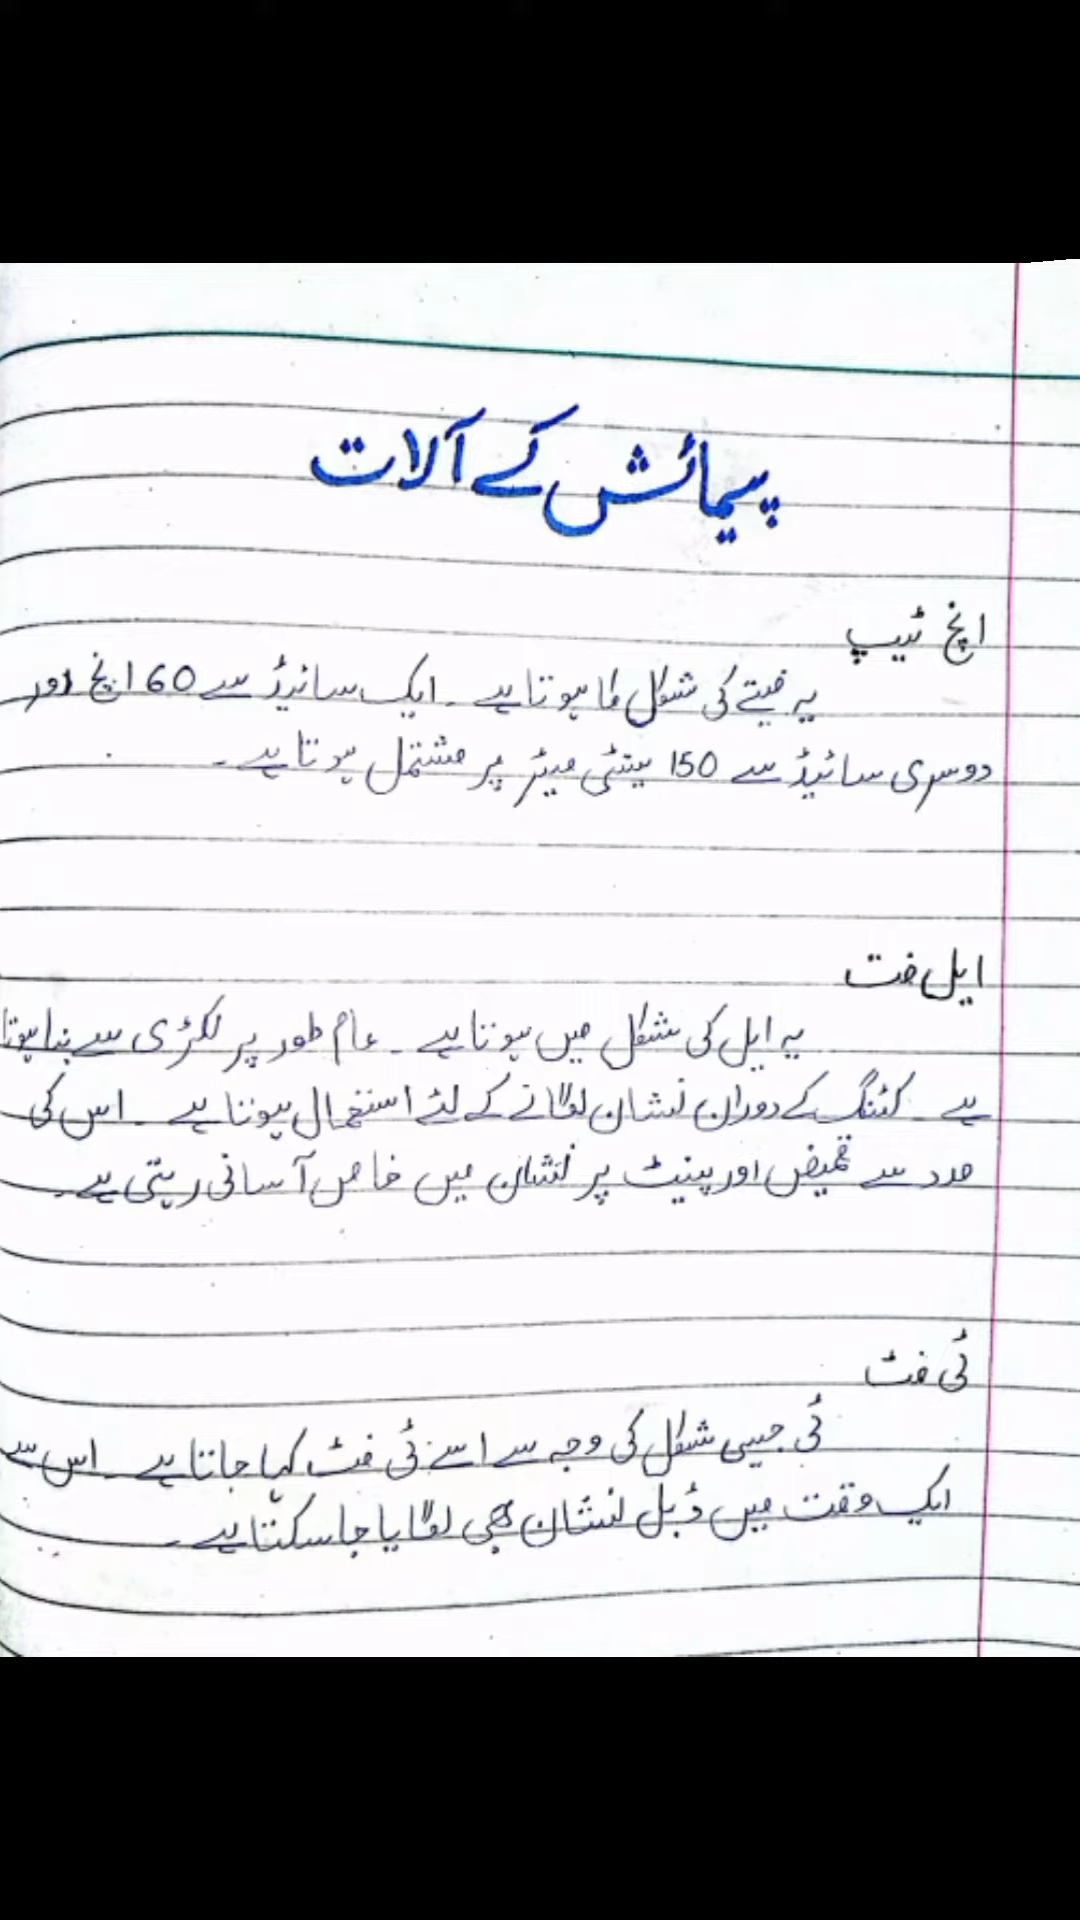 پیمائش کے آلات
انچ ٹیپ
یہ فیتے کی شکل کا ہوتا ہے ۔ ایک سائیڈ سے 60 انچ اور
دوسری سائیڈ سے 150 سینٹی میٹر پر مشتمل ہوتا ہے ۔
ایل فٹ
یہ ایل کی شکل میں ہوتا ہے ۔ عام طور پر لکڑی سے بنا ہوتا
ہے ۔ کٹنگ کے دوران نشان لگانے کے لئے استعمال ہوتا ہے ۔ اس کی
مدد سے قمیض اور پینٹ پر نشان میں خاص آسانی رہتی ہے ۔
ٹی فٹ
ٹی جیسی شکل کی وجہ سے اسے ٹی فٹ کہا جاتا ہے ۔ اس سے
ایک وقت میں ڈبل نشان بھی لگایا جا سکتا ہے ۔